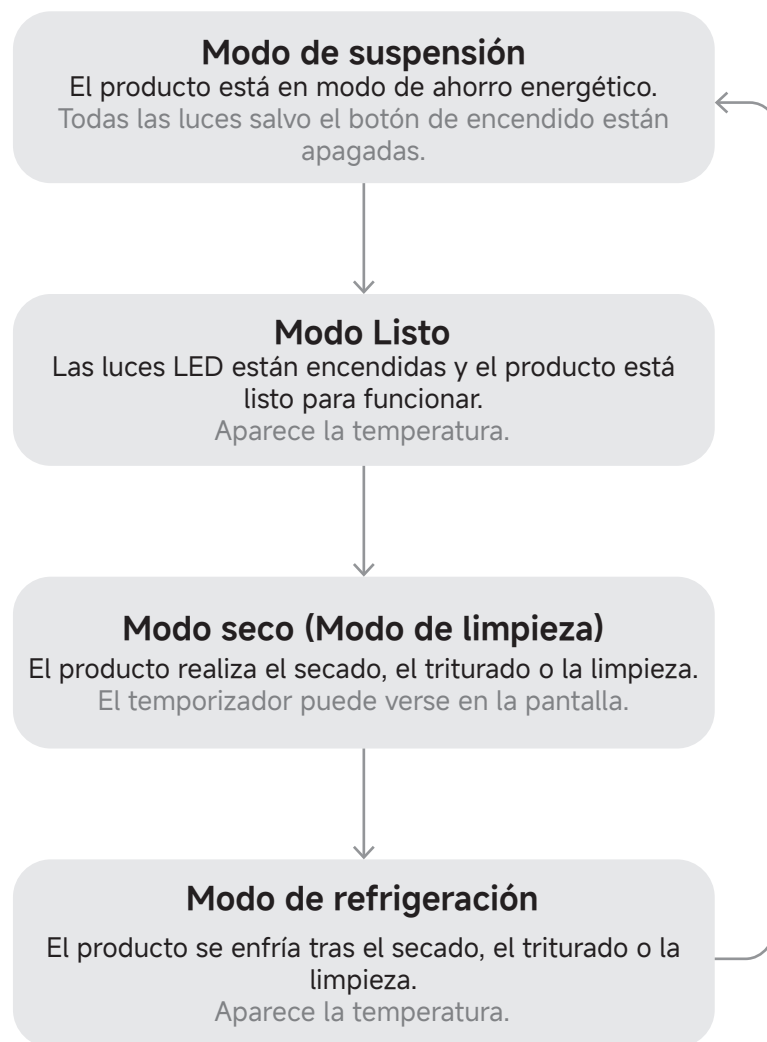 Modo de suspensión
El producto está en modo de ahorro energético.
Todas las luces salvo el botón de encendido están
apagadas.
Modo Listo
Las luces LED están encendidas y el producto está
listo para funcionar.
Aparece la temperatura.
Modo seco (Modo de limpieza)
El producto realiza el secado, el triturado o la limpieza.
El temporizador puede verse en la pantalla.
Modo de refrigeración
El producto se enfría tras el secado, el triturado o la
limpieza.
Aparece la temperatura.